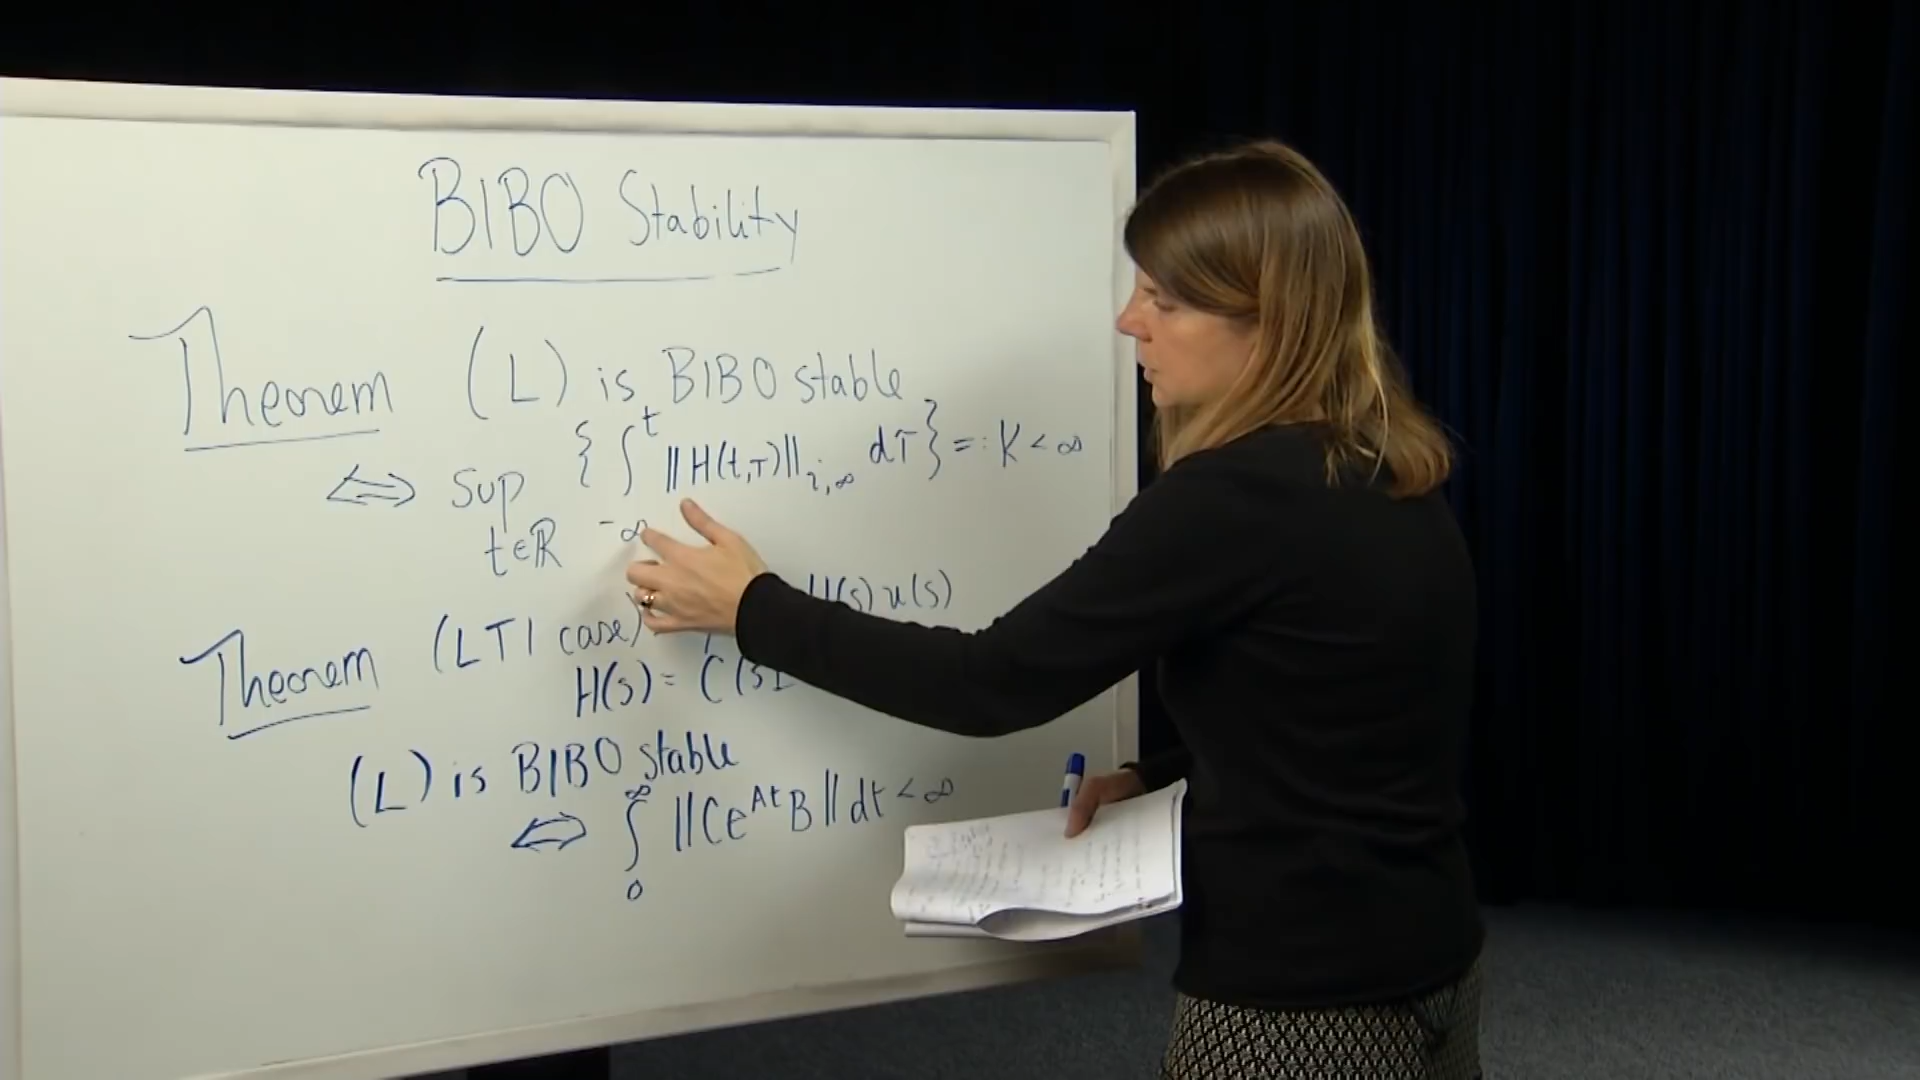 BIBO Stability
Theorem (L) is BIBO stable
⇔ sup t∈ℝ { ∫ -∞ t ||H(t,τ)|| i,∞ dτ } =: K < ∞
Theorem (LTI case) H(s) u(s)
H(s) = C (sI
(L) is BIBO stable
⇔ ∫ 0 ∞ ||Ce^{At}B|| dt < ∞